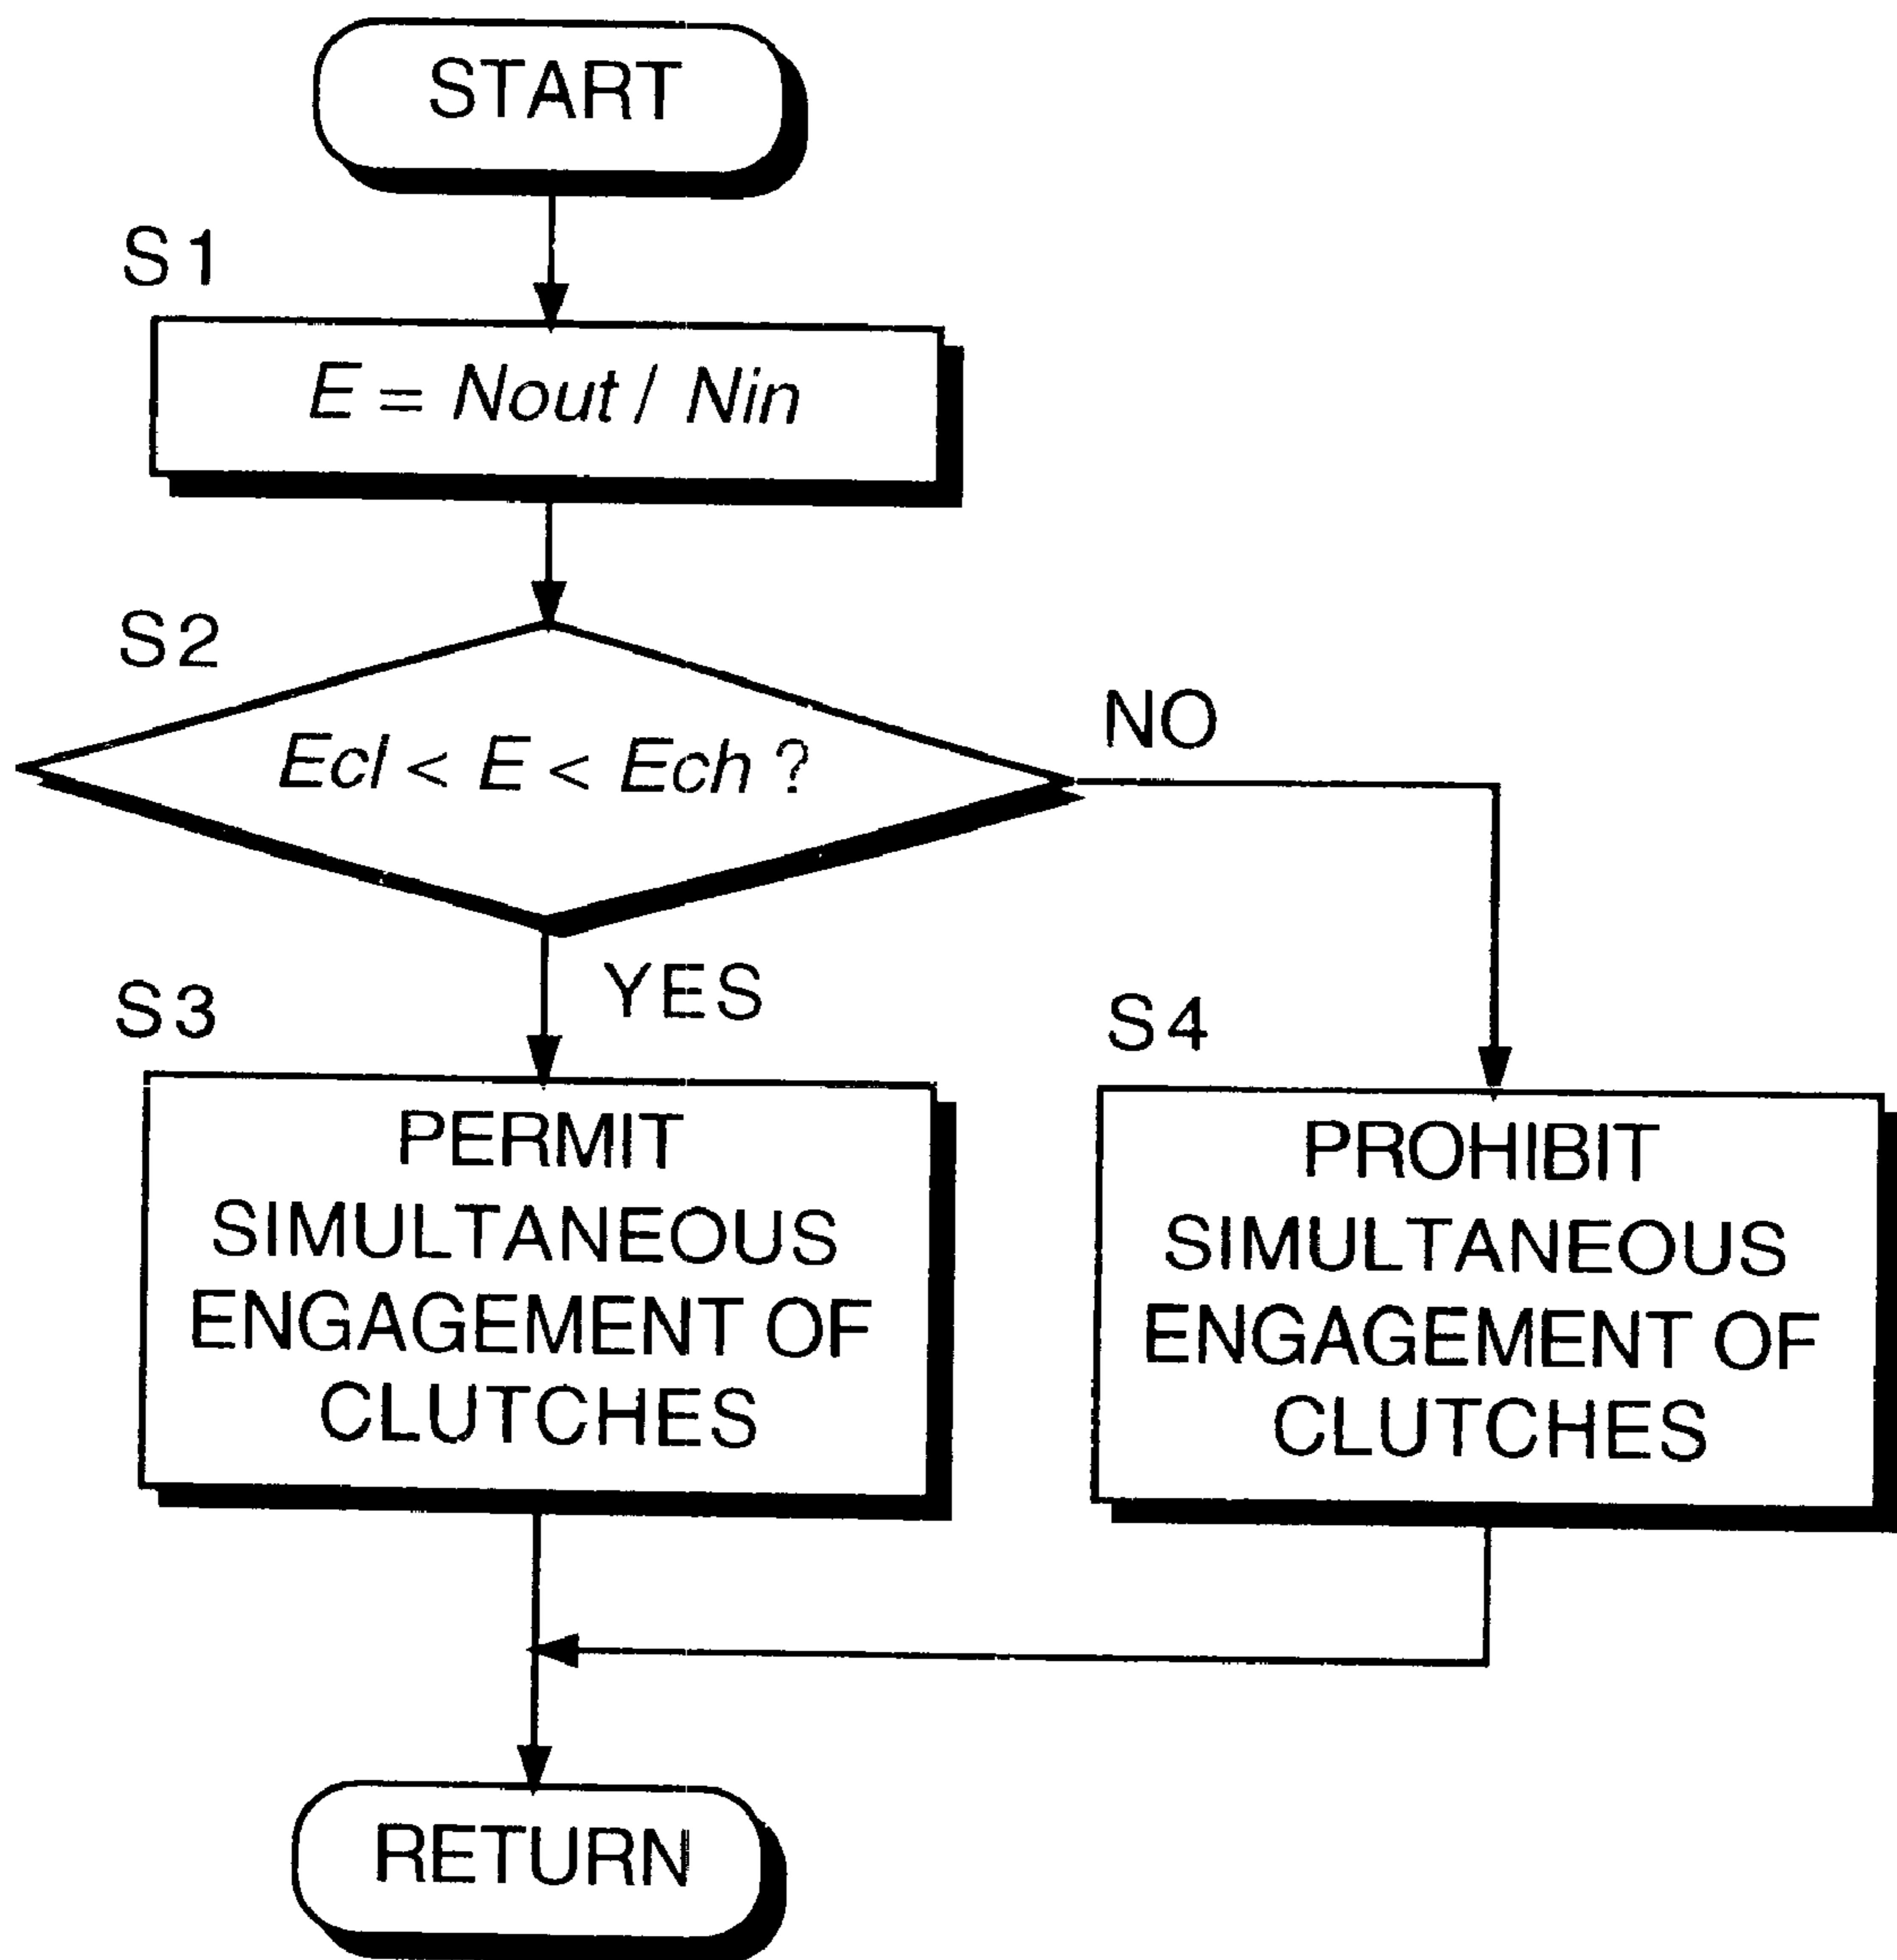 START
S1
E = Nout / Nin
S2
Ecl < E < Ech ?
NO
YES
S3
PERMIT
SIMULTANEOUS
ENGAGEMENT OF
CLUTCHES
S4
PROHIBIT
SIMULTANEOUS
ENGAGEMENT OF
CLUTCHES
RETURN